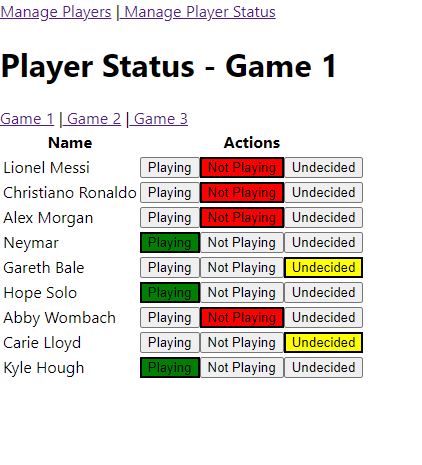 Manage Players | Manage Player Status
Player Status - Game 1
Game 1 | Game 2 | Game 3
Name Actions
Lionel Messi Playing Not Playing Undecided
Christiano Ronaldo Playing Not Playing Undecided
Alex Morgan Playing Not Playing Undecided
Neymar Playing Not Playing Undecided
Gareth Bale Playing Not Playing Undecided
Hope Solo Playing Not Playing Undecided
Abby Wombach Playing Not Playing Undecided
Carie Lloyd Playing Not Playing Undecided
Kyle Hough Playing Not Playing Undecided